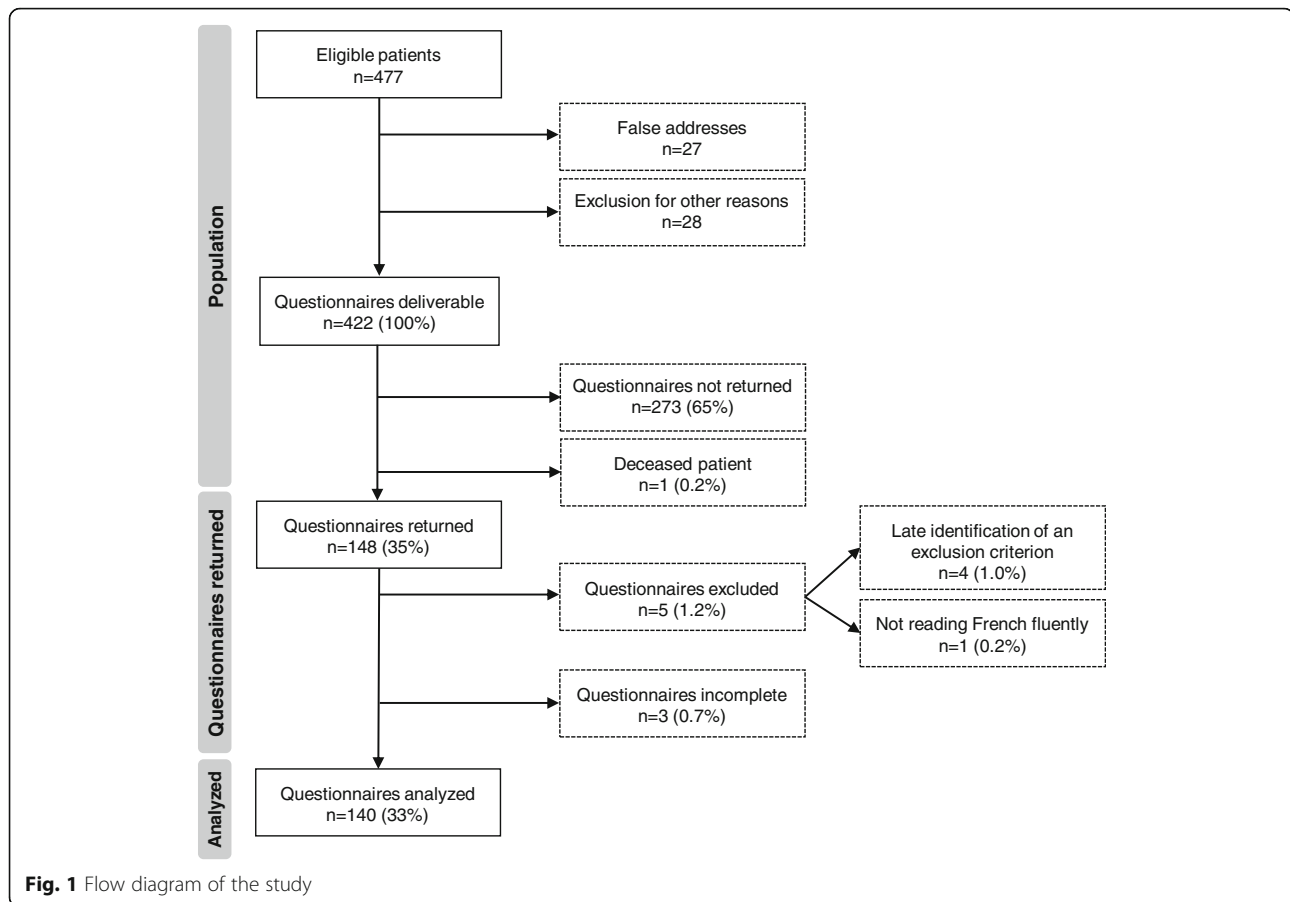 Population
Eligible patients
n=477
False addresses
n=27
Exclusion for other reasons
n=28
Questionnaires deliverable
n=422 (100%)
Questionnaires not returned
n=273 (65%)
Deceased patient
n=1 (0.2%)
Questionnaires returned
Questionnaires returned
n=148 (35%)
Questionnaires excluded
n=5 (1.2%)
Late identification of an
exclusion criterion
n=4 (1.0%)
Not reading French fluently
n=1 (0.2%)
Questionnaires incomplete
n=3 (0.7%)
Analyzed
Questionnaires analyzed
n=140 (33%)
Fig. 1 Flow diagram of the study